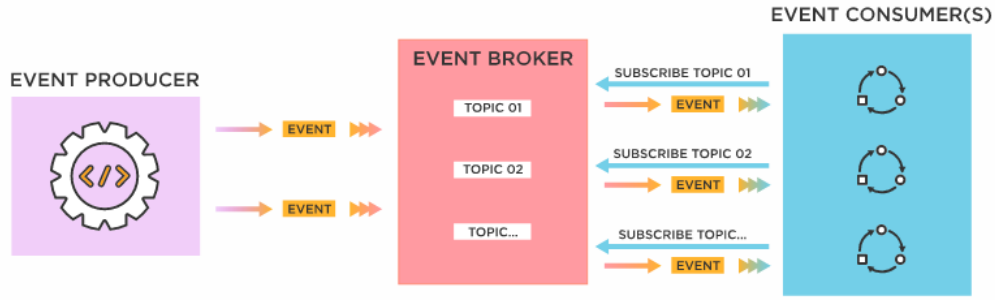 EVENT PRODUCER
</>
EVENT
EVENT
EVENT BROKER
TOPIC 01
TOPIC 02
TOPIC...
EVENT CONSUMER(S)
SUBSCRIBE TOPIC 01
EVENT
SUBSCRIBE TOPIC 02
EVENT
SUBSCRIBE TOPIC...
EVENT